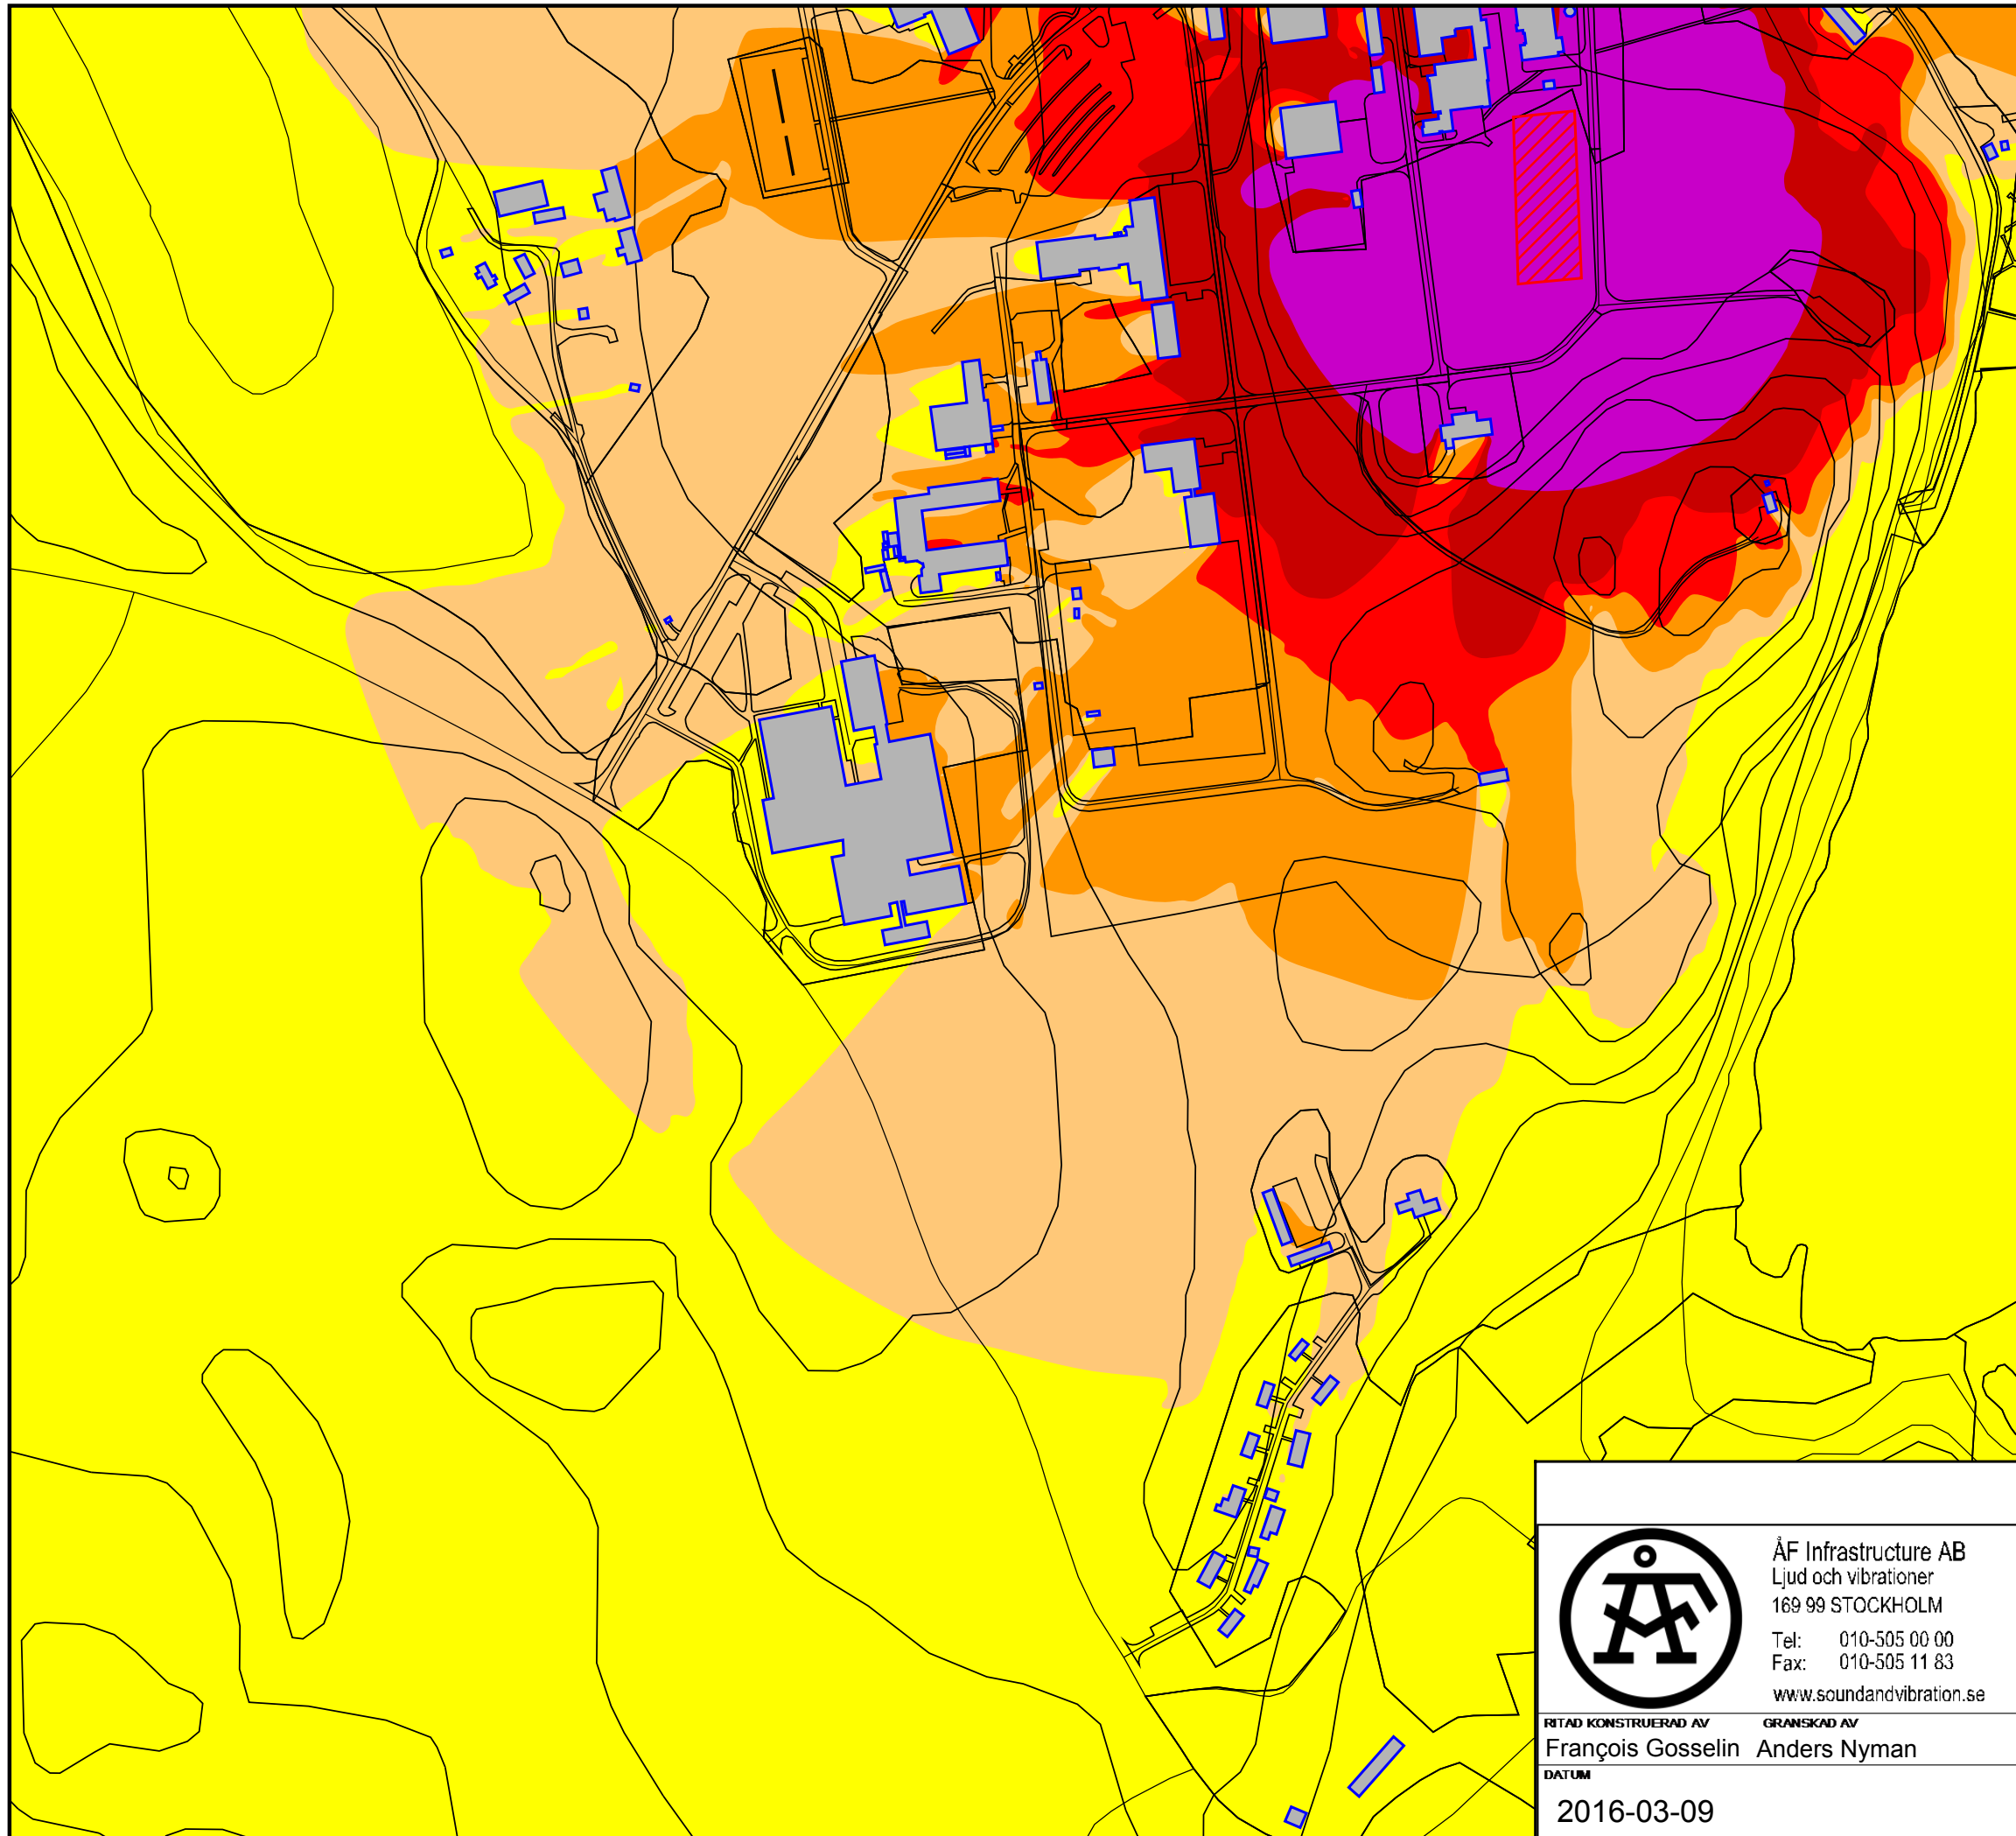 ÅF Infrastructure AB
Ljud och vibrationer
169 99 STOCKHOLM
Tel: 010-505 00 00
Fax: 010-505 11 83
www.soundandvibration.se
RITAD KONSTRUERAD AV GRANSKAD AV
François Gosselin Anders Nyman
DATUM
2016-03-09